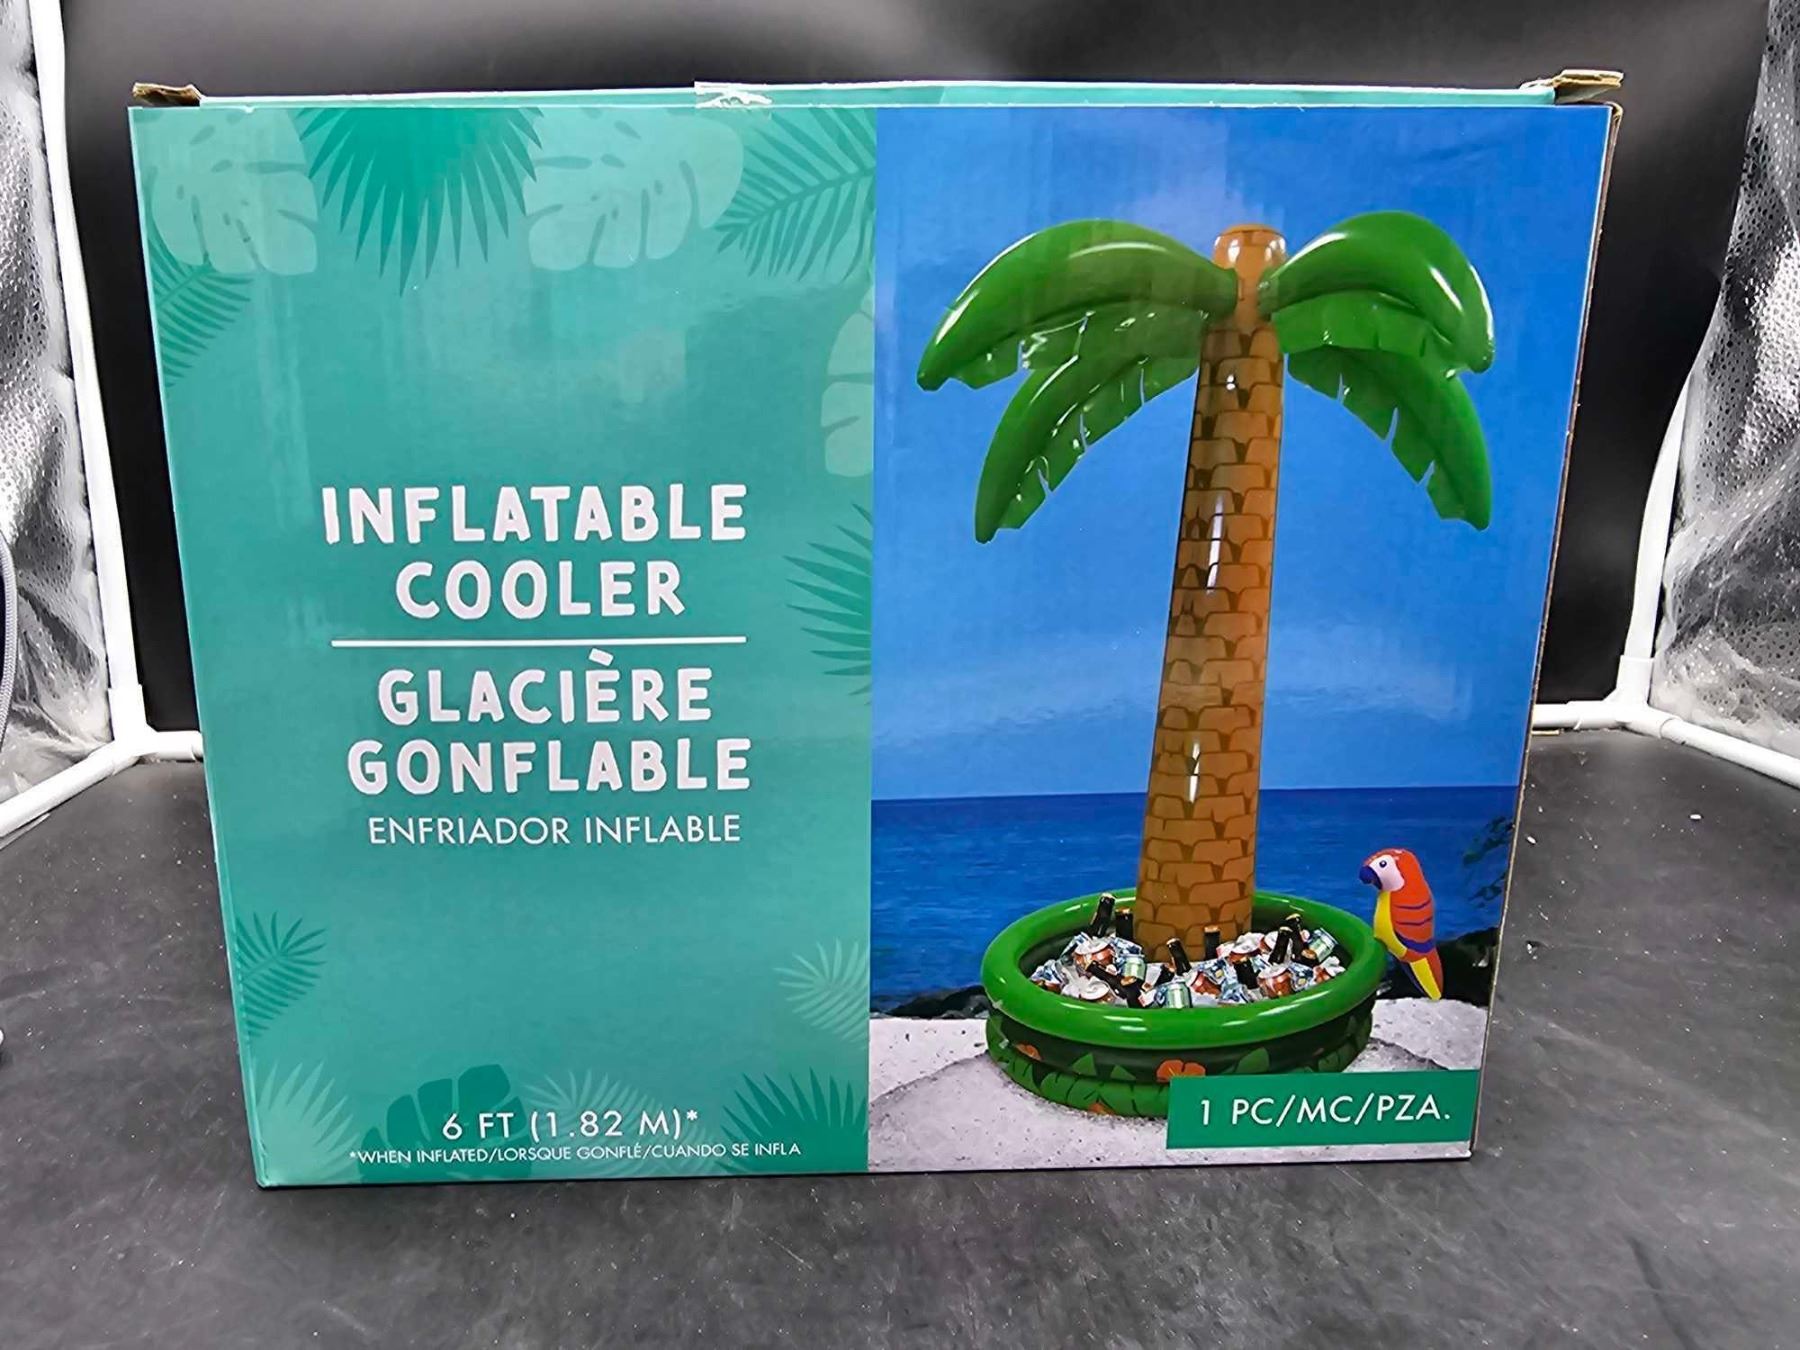 INFLATABLE
COOLER
GLACIÈRE
GONFLABLE
ENFRIADOR INFLABLE
6 FT (1.82 M)*
*WHEN INFLATED/LORSQUE GONFLÉ/CUANDO SE INFLA
1 PC/MC/PZA.